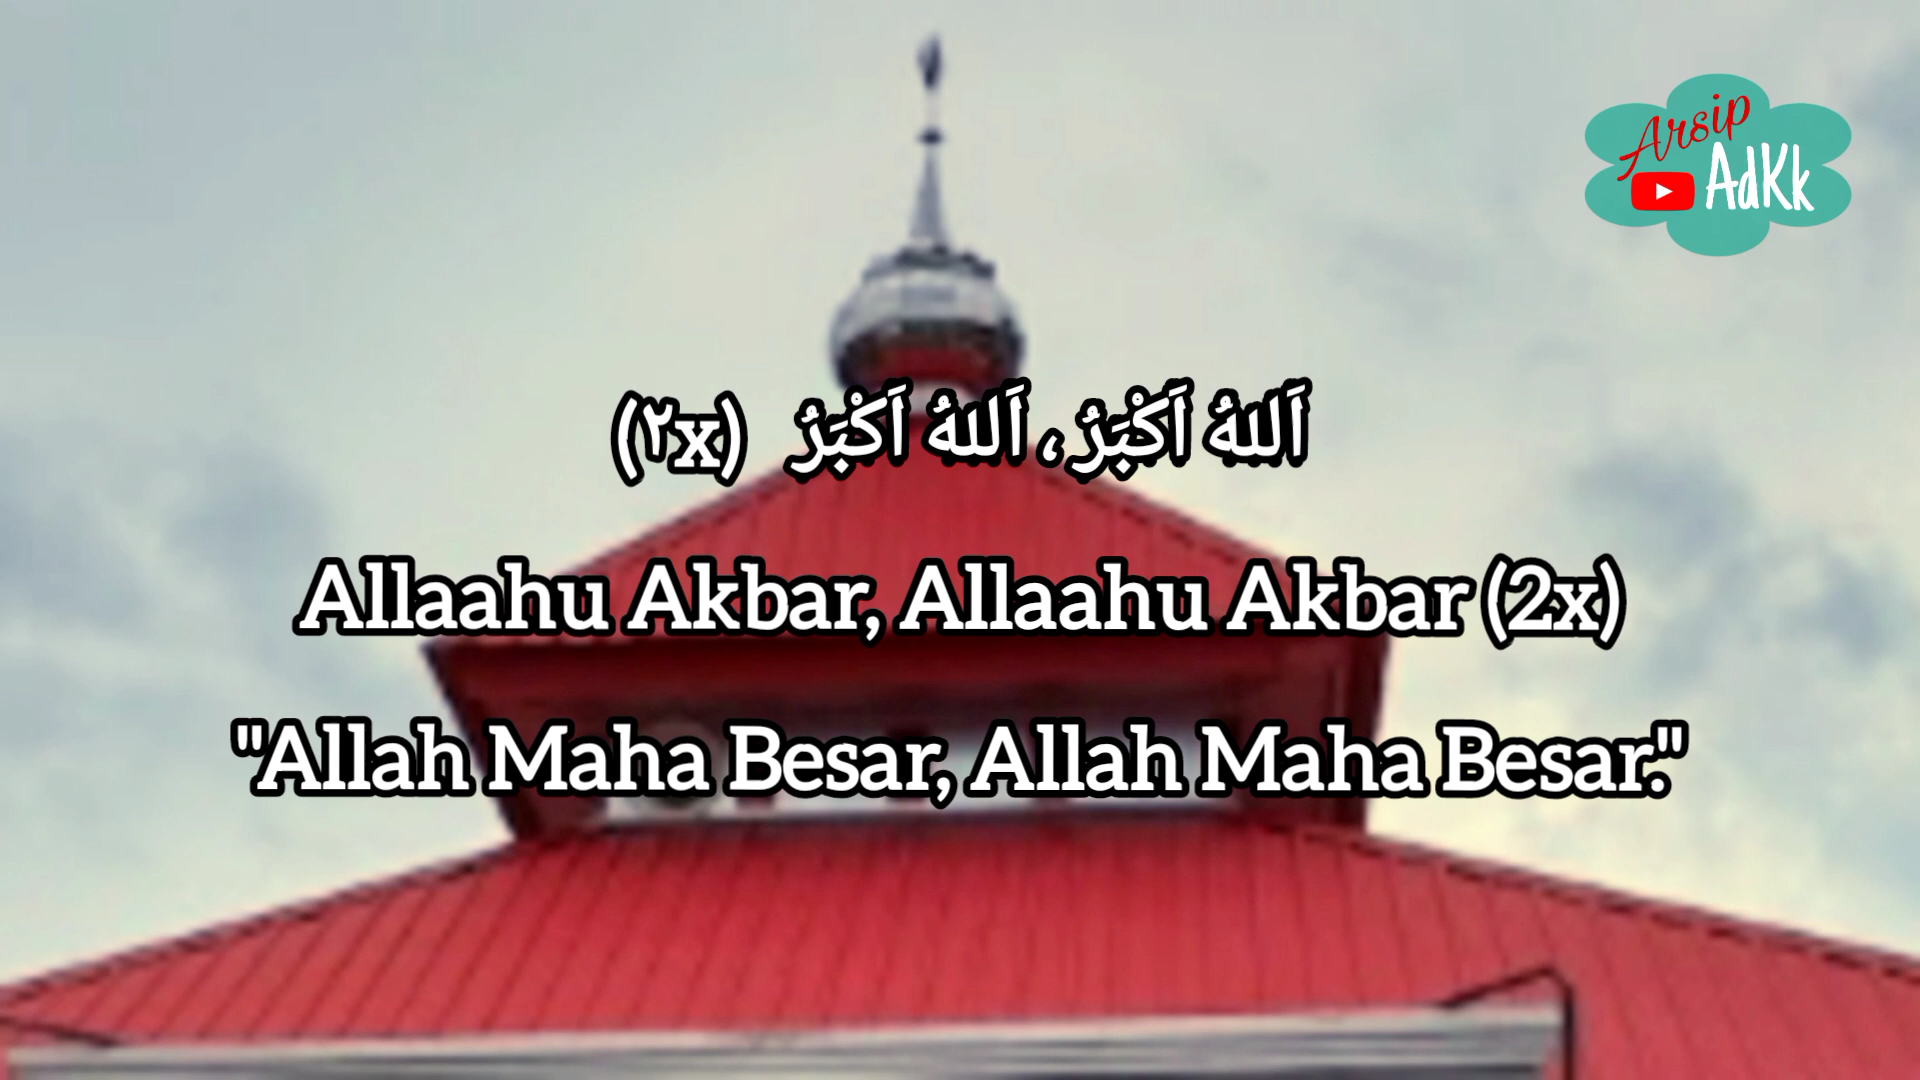 Arsip
AdKk
اَللهُ اَكْبَرُ ، اَللهُ اَكْبَرُ (٢x)
Allaahu Akbar, Allaahu Akbar (2x)
"Allah Maha Besar, Allah Maha Besar."